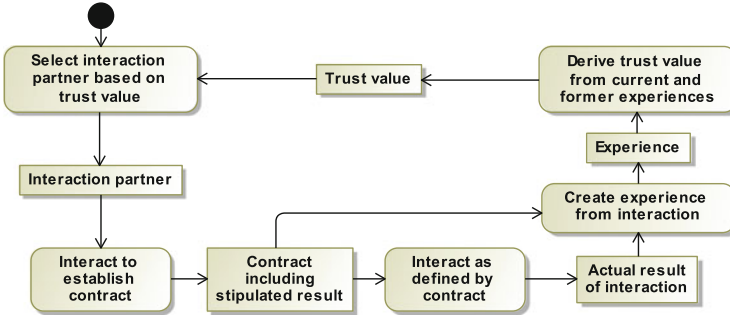 Select interaction
partner based on
trust value
Trust value
Derive trust value
from current and
former experiences
Experience
Interaction partner
Create experience
from interaction
Interact to
establish
contract
Contract
including
stipulated result
Interact as
defined by
contract
Actual result
of interaction